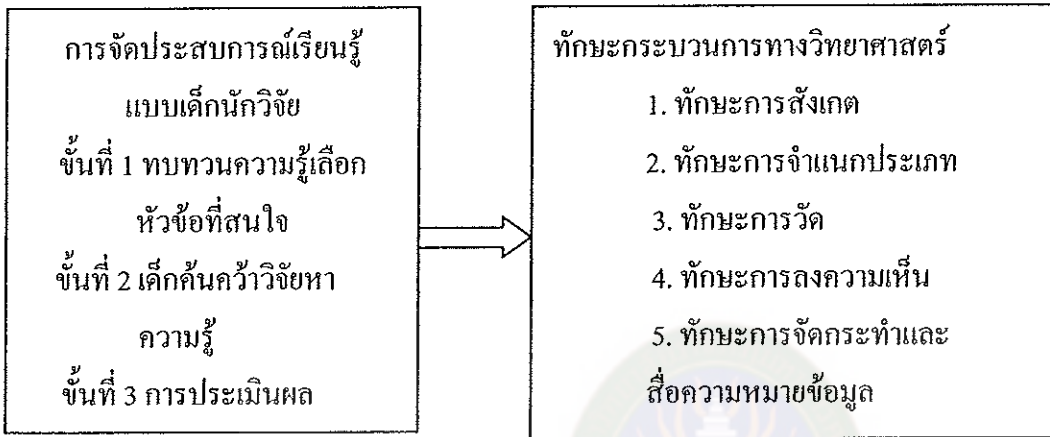 การจัดประสบการณ์เรียนรู้
แบบเด็กนักวิจัย
ขั้นที่ 1 ทบทวนความรู้เลือก
หัวข้อที่สนใจ
ขั้นที่ 2 เด็กค้นคว้าวิจัยหา
ความรู้
ขั้นที่ 3 การประเมินผล
ทักษะกระบวนการทางวิทยาศาสตร์
1. ทักษะการสังเกต
2. ทักษะการจำแนกประเภท
3. ทักษะการวัด
4. ทักษะการลงความเห็น
5. ทักษะการจัดกระทำและ
สื่อความหมายข้อมูล